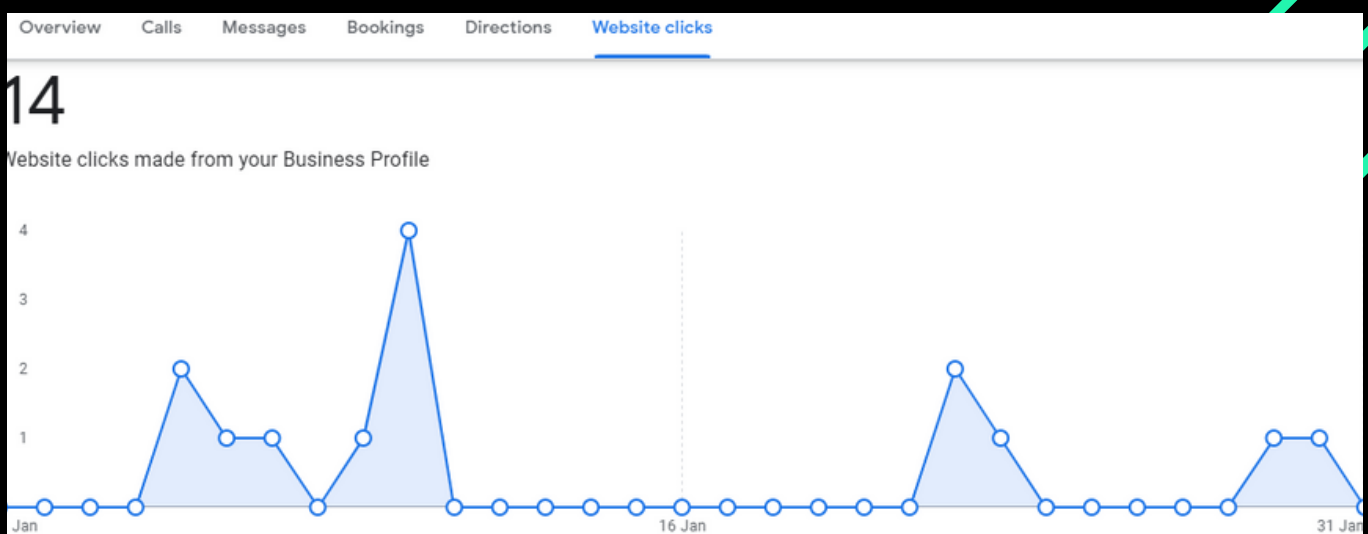 Overview Calls Messages Bookings Directions Website clicks
14
Website clicks made from your Business Profile
4
3
2
1
Jan 16 Jan 31 Jan